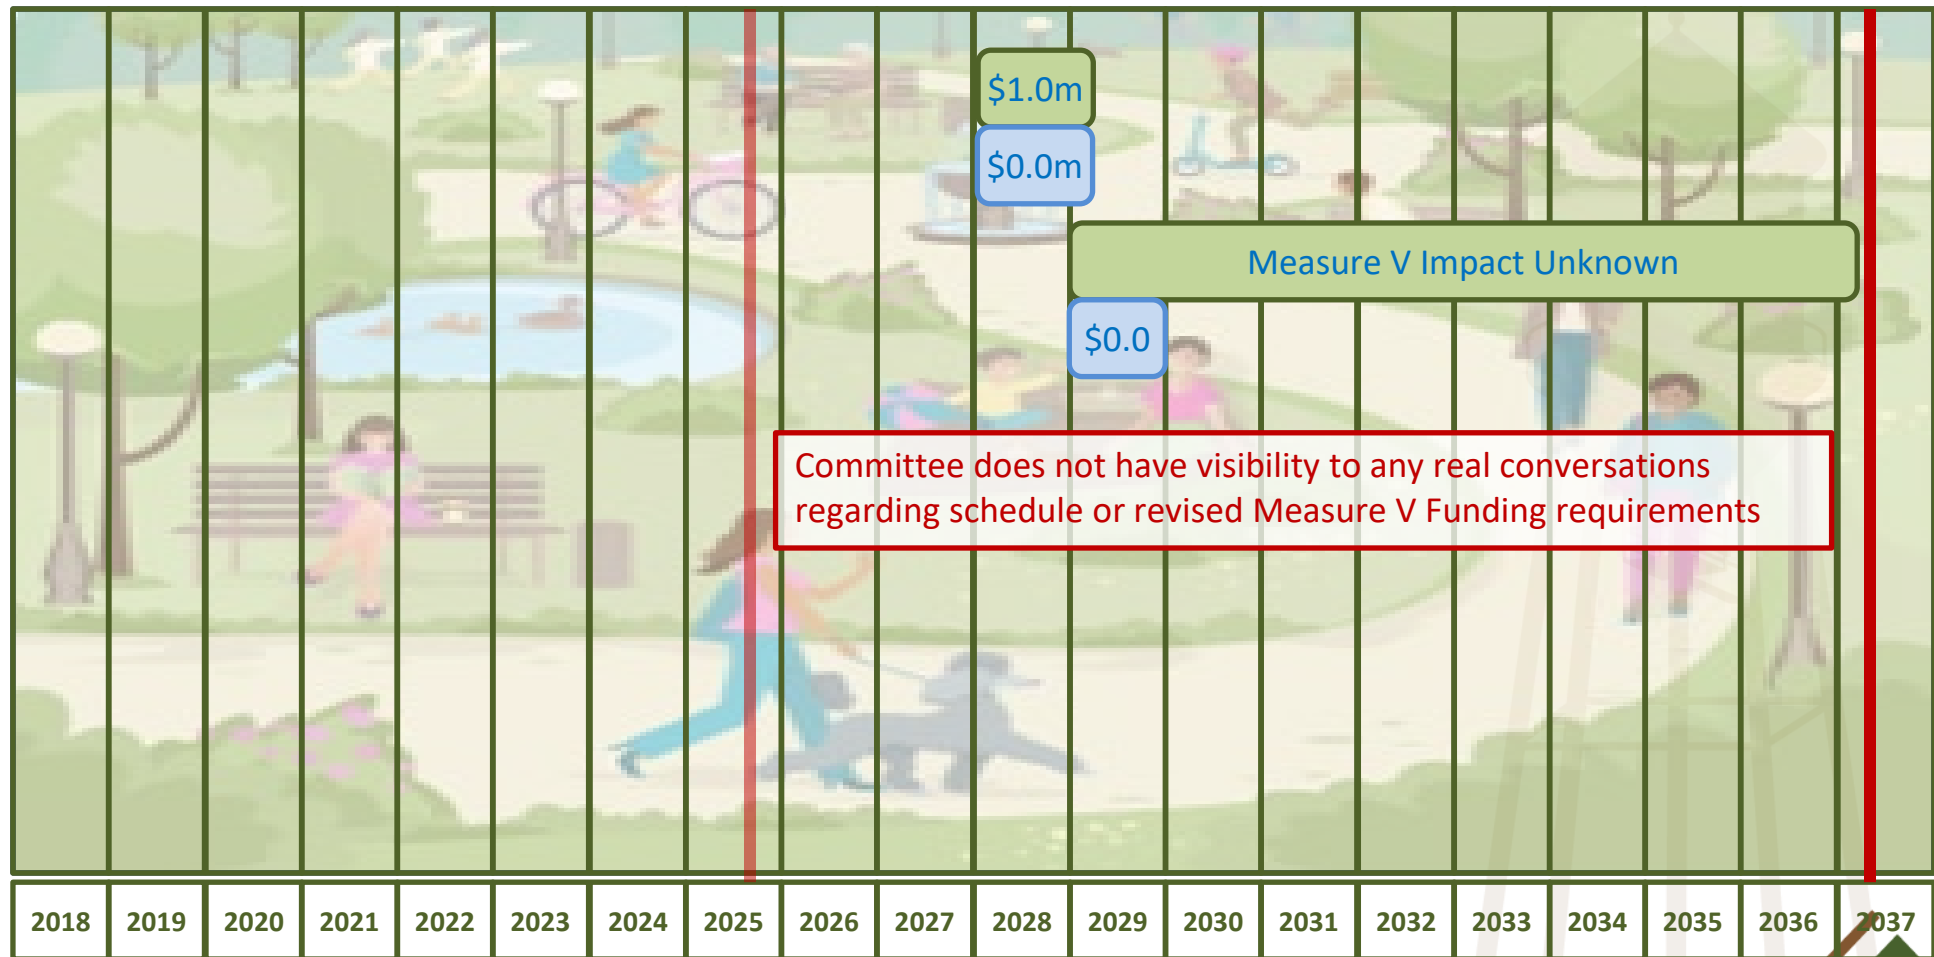 $1.0m
$0.0m
Measure V Impact Unknown
$0.0
Committee does not have visibility to any real conversations
regarding schedule or revised Measure V Funding requirements
2018 2019 2020 2021 2022 2023 2024 2025 2026 2027 2028 2029 2030 2031 2032 2033 2034 2035 2036 2037